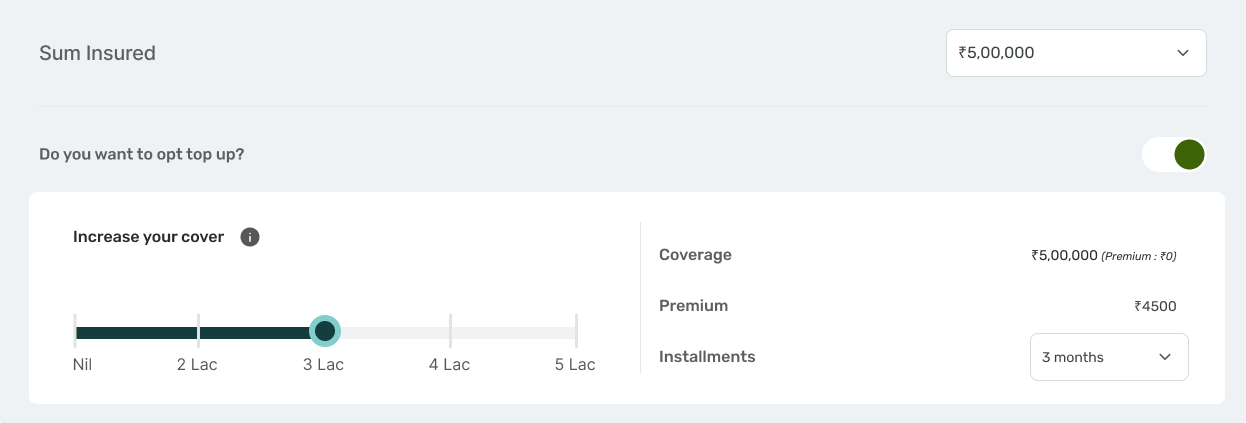 Sum Insured
₹5,00,000
Do you want to opt top up?
Increase your cover
i
Nil 2 Lac 3 Lac 4 Lac 5 Lac
Coverage ₹5,00,000 (Premium : ₹0)
Premium ₹4500
Installments 3 months